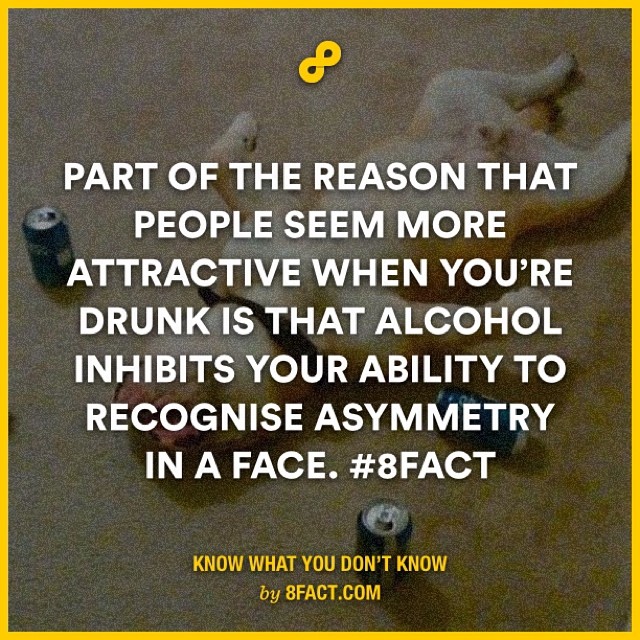 PART OF THE REASON THAT
PEOPLE SEEM MORE
ATTRACTIVE WHEN YOU’RE
DRUNK IS THAT ALCOHOL
INHIBITS YOUR ABILITY TO
RECOGNISE ASYMMETRY
IN A FACE. #8FACT
KNOW WHAT YOU DON’T KNOW
by 8FACT.COM